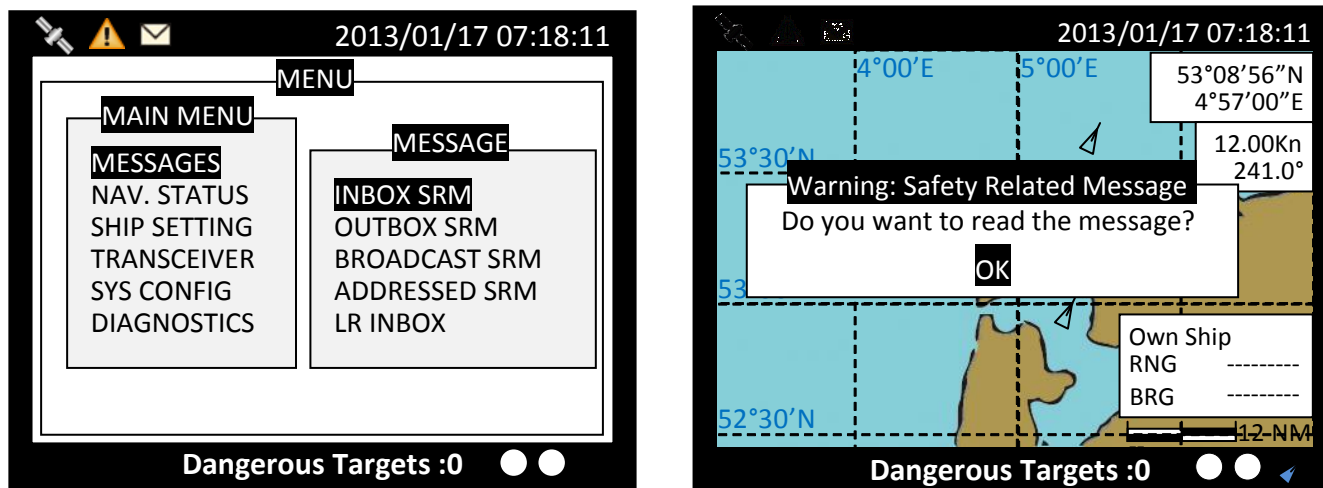 2013/01/17 07:18:11
MENU
MAIN MENU
MESSAGES
NAV. STATUS
SHIP SETTING
TRANSCEIVER
SYS CONFIG
DIAGNOSTICS
MESSAGE
INBOX SRM
OUTBOX SRM
BROADCAST SRM
ADDRESSED SRM
LR INBOX
Dangerous Targets :0
2013/01/17 07:18:11
4°00’E 5°00’E
53°08’56”N
4°57’00”E
12.00Kn
241.0°
53°30’N
Warning: Safety Related Message
Do you want to read the message?
OK
53
Own Ship
RNG ---------
BRG ---------
52°30’N
12 NM
Dangerous Targets :0